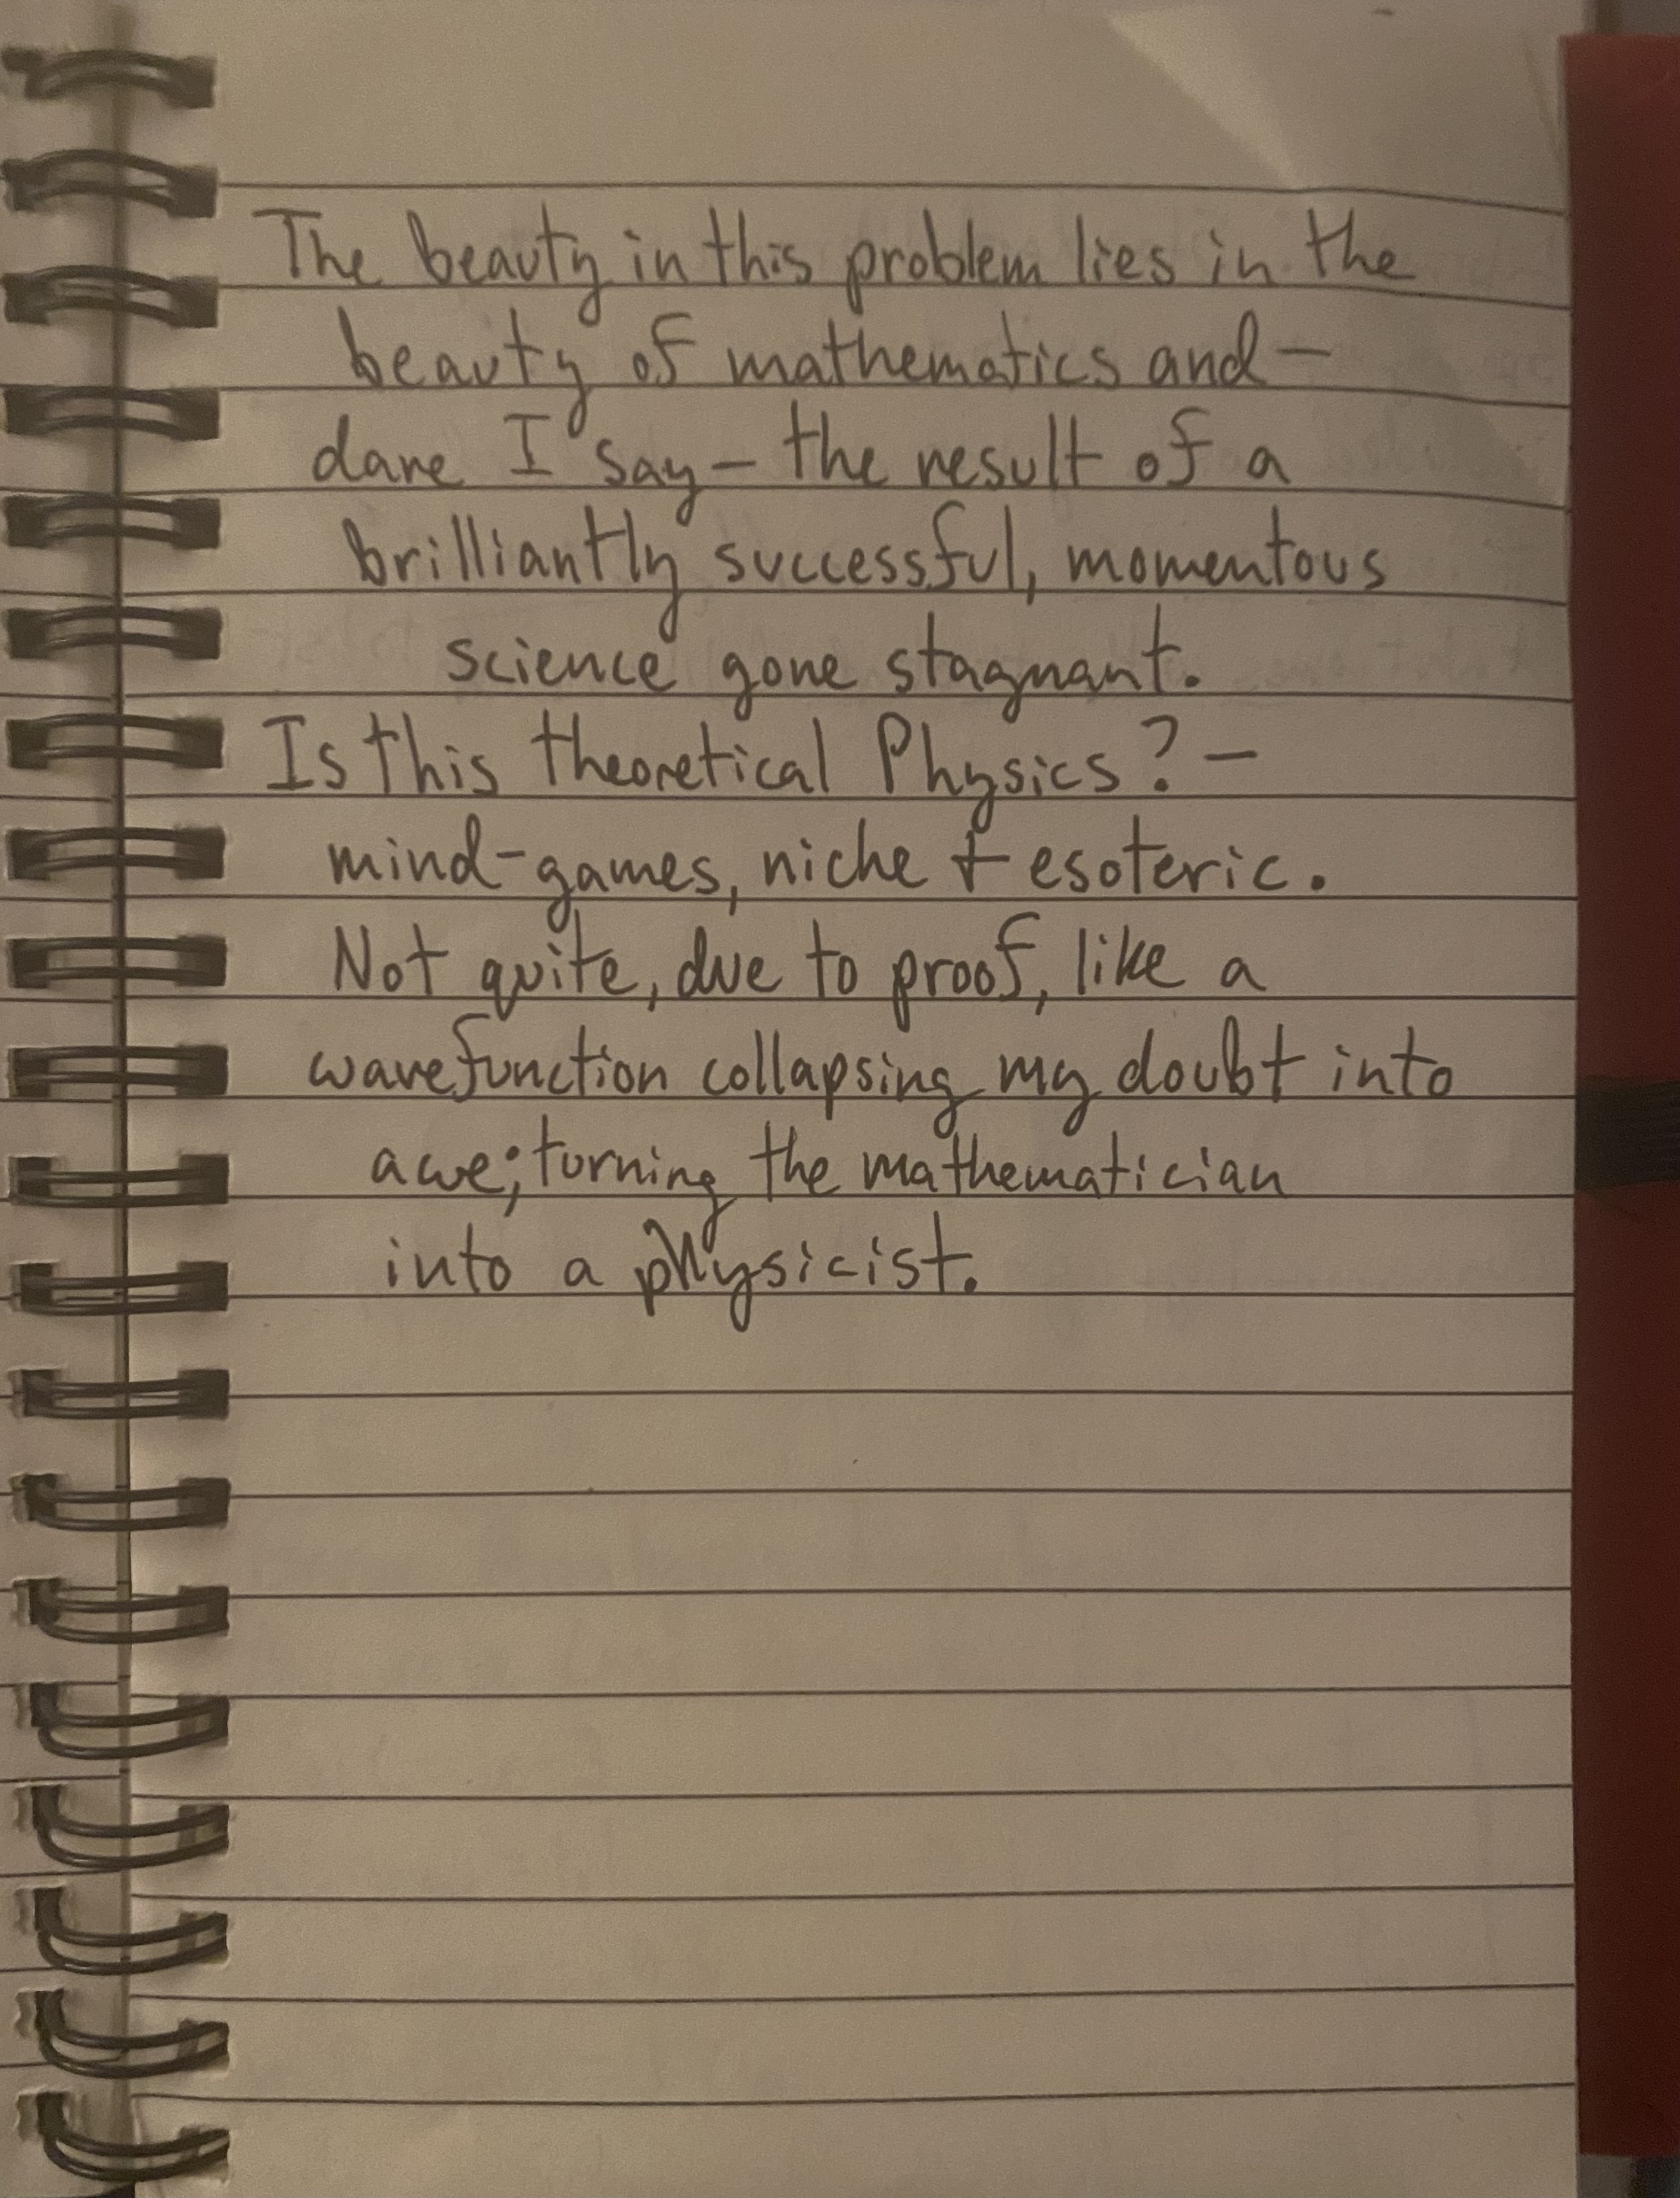 The beauty in this problem lies in the
beauty of mathematics and—
dare I say— the result of a
brilliantly successful, momentous
science gone stagnant.
Is this theoretical Physics? —
mind-games, niche + esoteric.
Not quite, due to proof, like a
wavefunction collapsing my doubt into
awe; turning the mathematician
into a physicist.